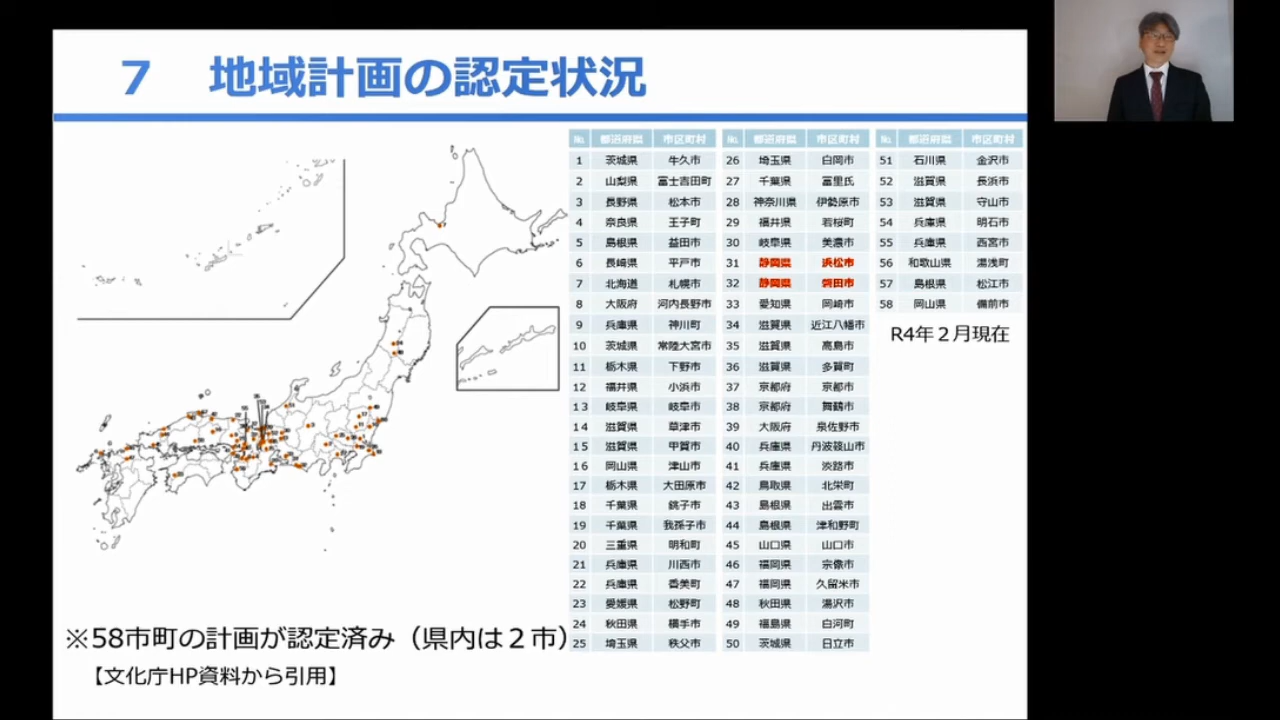 7 地域計画の認定状況
№ 都道府県 市区町村
1 茨城県 牛久市
2 山梨県 富士吉田町
3 長野県 松本市
4 奈良県 王子町
5 島根県 益田市
6 長崎県 平戸市
7 北海道 札幌市
8 大阪府 河内長野市
9 兵庫県 神川町
10 茨城県 常陸大宮市
11 栃木県 下野市
12 福井県 小浜市
13 岐阜県 岐阜市
14 滋賀県 草津市
15 滋賀県 甲賀市
16 岡山県 津山市
17 栃木県 大田原市
18 千葉県 銚子市
19 千葉県 我孫子市
20 三重県 明和町
21 兵庫県 川西市
22 兵庫県 香美町
23 愛媛県 松野町
24 秋田県 横手市
25 埼玉県 秩父市
№ 都道府県 市区町村
26 埼玉県 白岡市
27 千葉県 富里氏
28 神奈川県 伊勢原市
29 福井県 若桜町
30 岐阜県 美濃市
31 静岡県 浜松市
32 静岡県 磐田市
33 愛知県 岡崎市
34 滋賀県 近江八幡市
35 滋賀県 高島市
36 滋賀県 多賀町
37 京都府 京都市
38 京都府 舞鶴市
39 大阪府 泉佐野市
40 兵庫県 丹波篠山市
41 兵庫県 淡路市
42 鳥取県 北栄町
43 島根県 出雲市
44 島根県 津和野町
45 山口県 山口市
46 福岡県 宗像市
47 福岡県 久留米市
48 秋田県 湯沢市
49 福島県 白河町
50 茨城県 日立市
№ 都道府県 市区町村
51 石川県 金沢市
52 滋賀県 長浜市
53 滋賀県 守山市
54 兵庫県 明石市
55 兵庫県 西宮市
56 和歌山県 湯浅町
57 島根県 松江市
58 岡山県 備前市
R4年2月現在
※58市町の計画が認定済み（県内は2市）
【文化庁HP資料から引用】